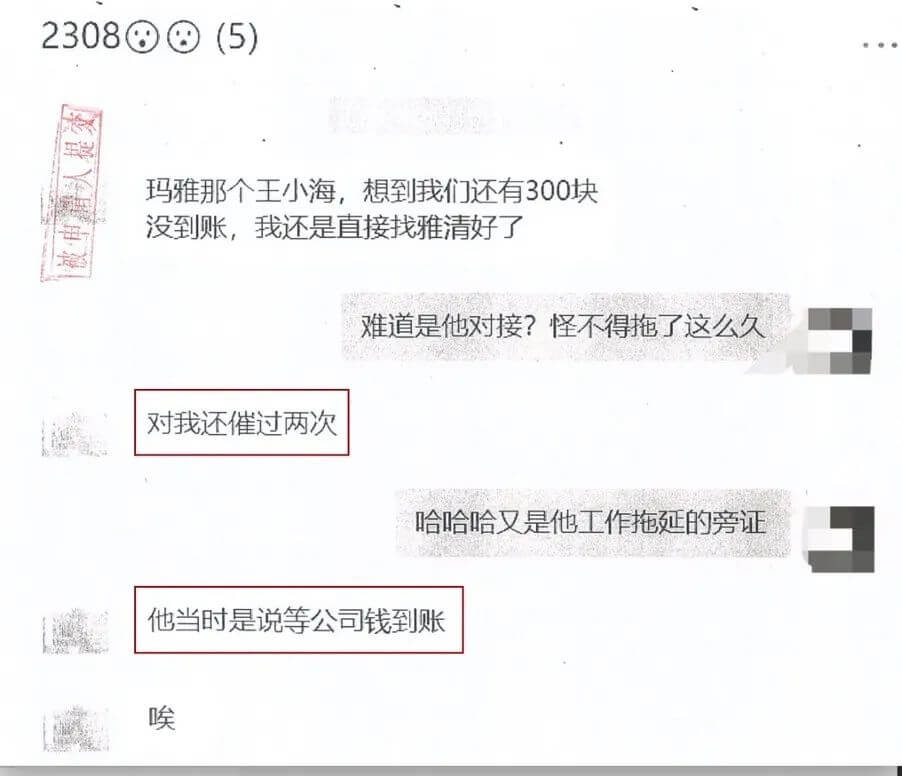 2308😮😮 (5)
被申请人提交
玛雅那个王小海，想到我们还有300块
没到账，我还是直接找雅清好了
难道是他对接？怪不得拖了这么久
对我还催过两次
哈哈哈又是他工作拖延的旁证
他当时是说等公司钱到账
唉